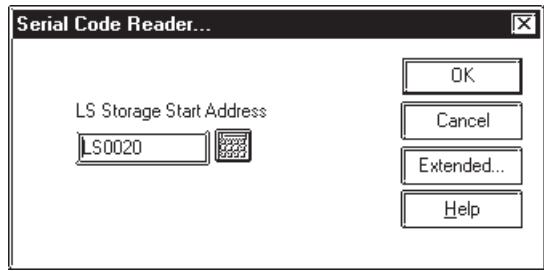 Serial Code Reader...
OK
LS Storage Start Address
Cancel
LS0020
Extended...
Help